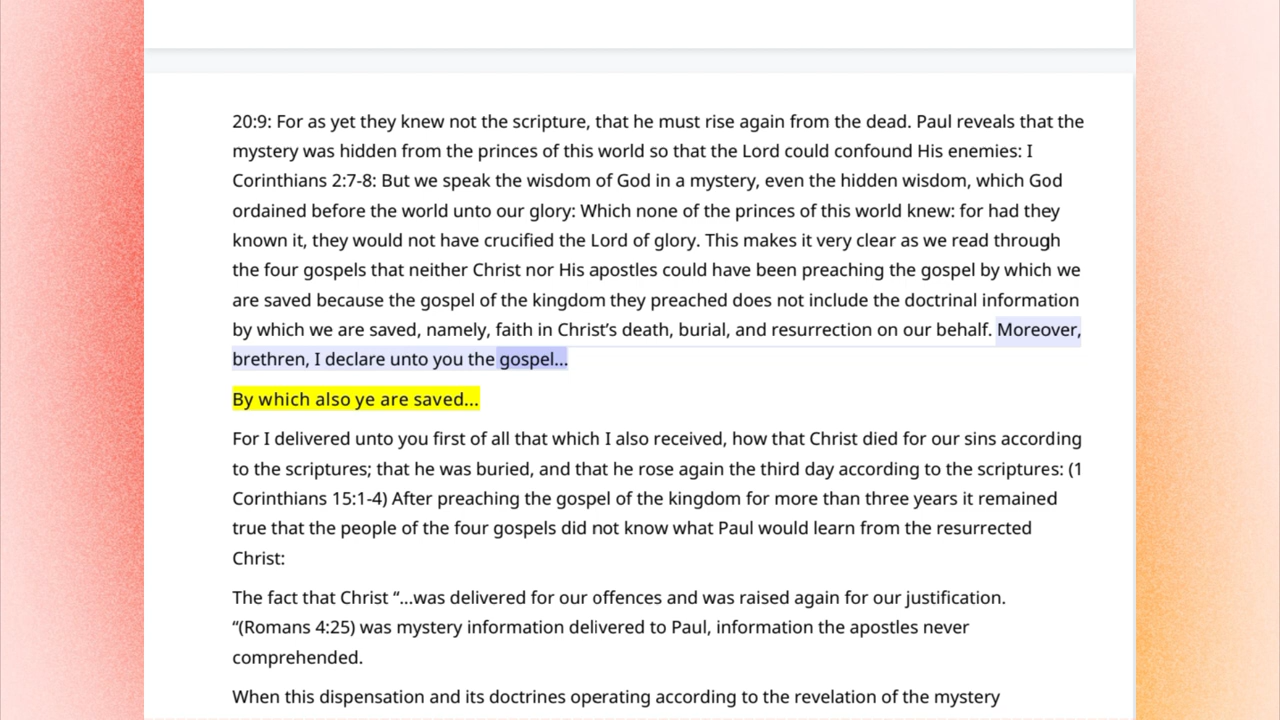 20:9: For as yet they knew not the scripture, that he must rise again from the dead. Paul reveals that the
mystery was hidden from the princes of this world so that the Lord could confound His enemies: I
Corinthians 2:7-8: But we speak the wisdom of God in a mystery, even the hidden wisdom, which God
ordained before the world unto our glory: Which none of the princes of this world knew: for had they
known it, they would not have crucified the Lord of glory. This makes it very clear as we read through
the four gospels that neither Christ nor His apostles could have been preaching the gospel by which we
are saved because the gospel of the kingdom they preached does not include the doctrinal information
by which we are saved, namely, faith in Christ’s death, burial, and resurrection on our behalf. Moreover,
brethren, I declare unto you the gospel...
By which also ye are saved...
For I delivered unto you first of all that which I also received, how that Christ died for our sins according
to the scriptures; that he was buried, and that he rose again the third day according to the scriptures: (1
Corinthians 15:1-4) After preaching the gospel of the kingdom for more than three years it remained
true that the people of the four gospels did not know what Paul would learn from the resurrected
Christ:
The fact that Christ “...was delivered for our offences and was raised again for our justification.
“(Romans 4:25) was mystery information delivered to Paul, information the apostles never
comprehended.
When this dispensation and its doctrines operating according to the revelation of the mystery